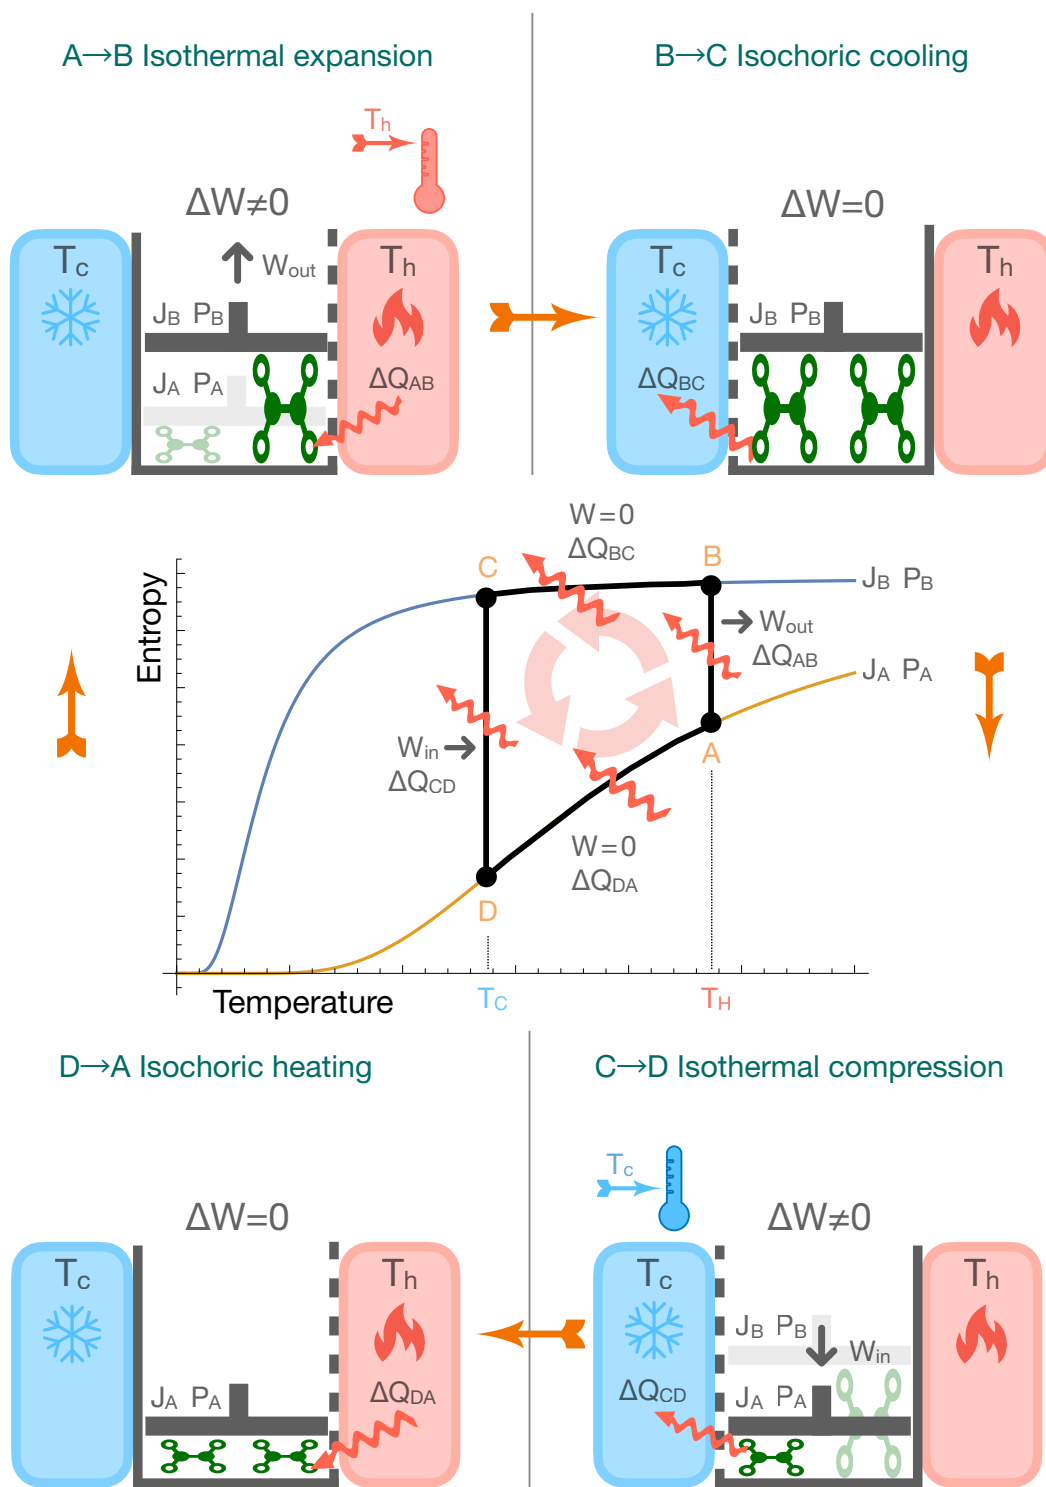 A→B Isothermal expansion
B→C Isochoric cooling
Th
ΔW≠0
Tc
Wout
Th
JB PB
JA PA
ΔQAB
ΔW=0
Tc
Th
JB PB
ΔQBC
W=0
ΔQBC
C
B
JB PB
Entropy
Wout
ΔQAB
JA PA
Win
ΔQCD
A
W=0
ΔQDA
D
Temperature
TC
TH
D→A Isochoric heating
C→D Isothermal compression
Tc
ΔW=0
ΔW≠0
Tc
Th
JA PA
ΔQDA
Tc
Th
JB PB
Win
ΔQCD
JA PA